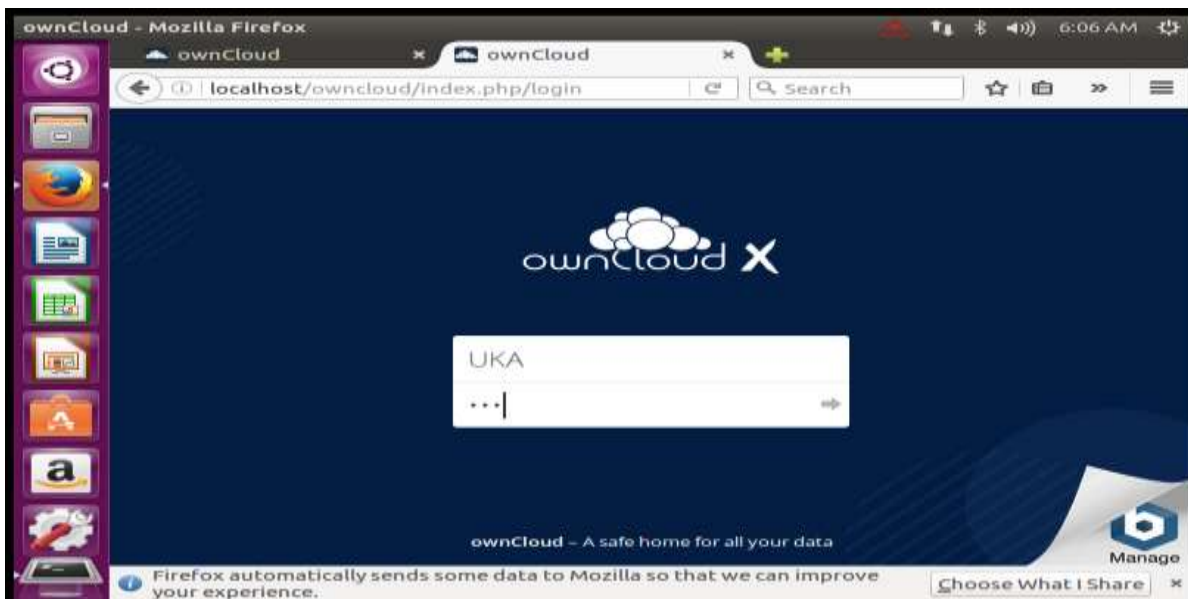 ownCloud - Mozilla Firefox
6:06 AM
ownCloud
ownCloud
localhost/owncloud/index.php/login
Search
ownCloud X
UKA
•••
ownCloud – A safe home for all your data
Manage
Firefox automatically sends some data to Mozilla so that we can improve
your experience.
Choose What I Share